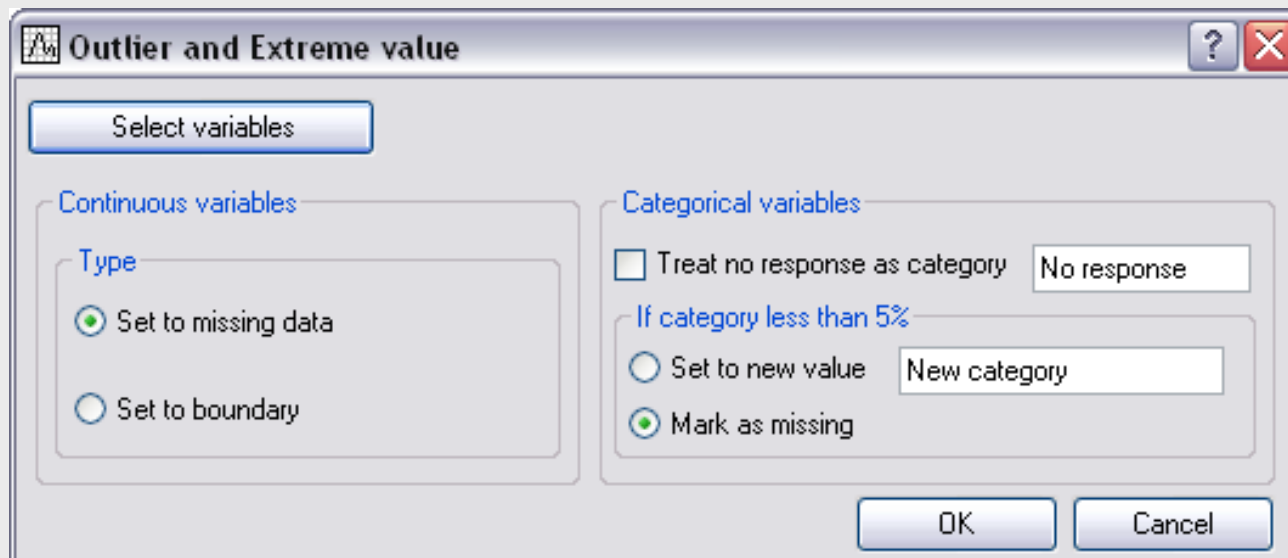 Outlier and Extreme value
Select variables
Continuous variables
Type
Set to missing data
Set to boundary
Categorical variables
Treat no response as category No response
If category less than 5%
Set to new value New category
Mark as missing
OK Cancel